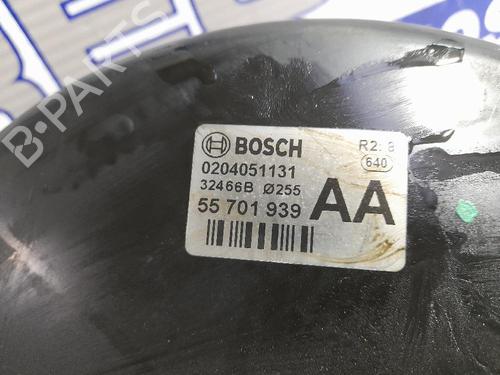 B-PARTS
BOSCH
R2: 8
0204051131
640
32466B Ø255
55 701 939
AA